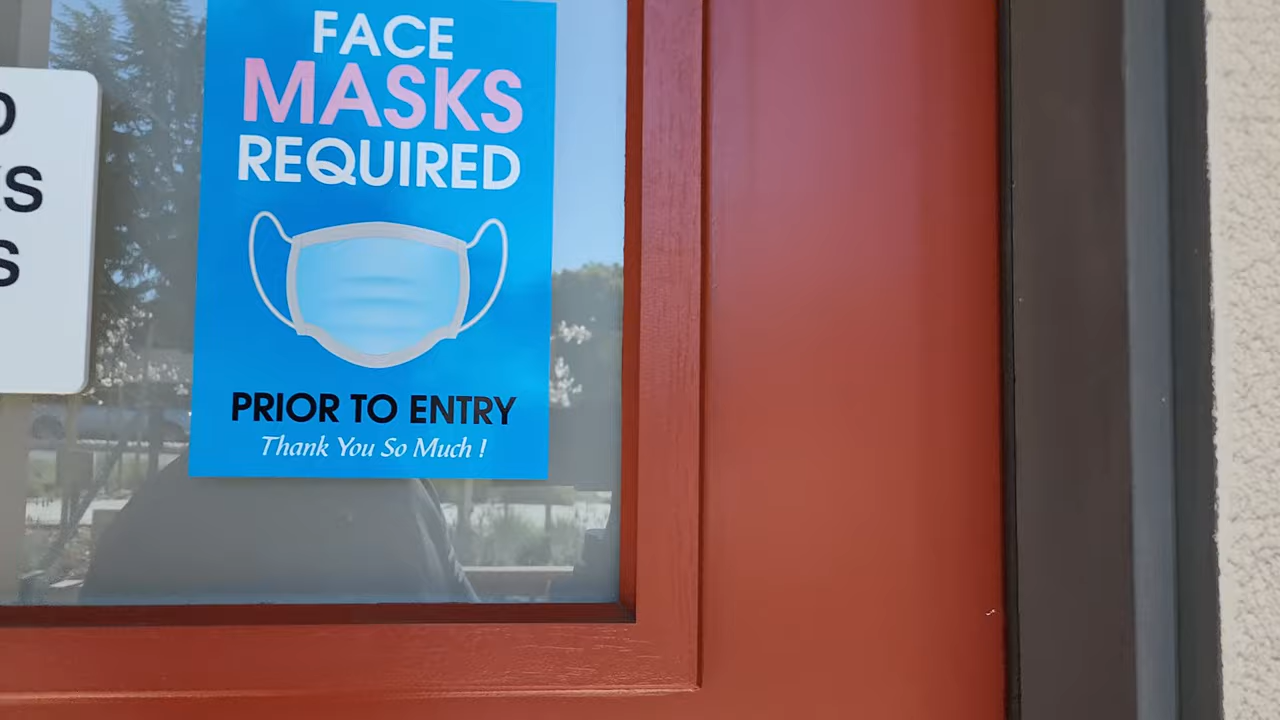 FACE
MASKS
REQUIRED
PRIOR TO ENTRY
Thank You So Much !